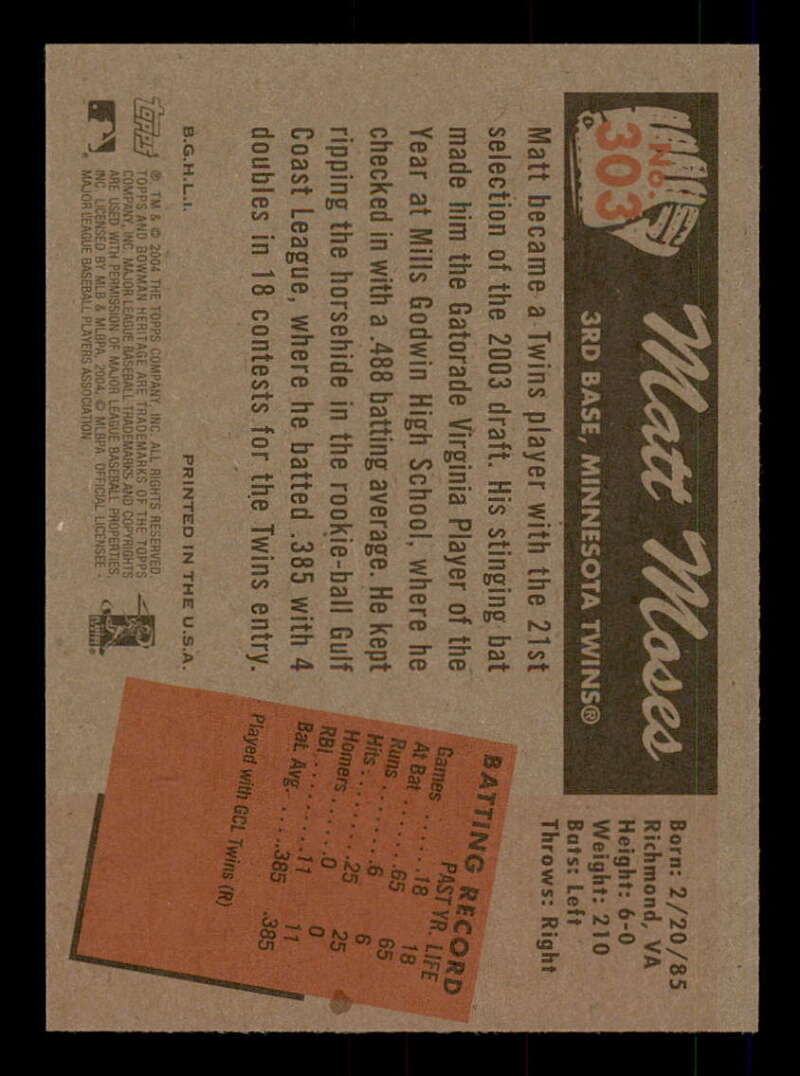 No.
303
Matt Moses
3RD BASE, MINNESOTA TWINS®
Born: 2/20/85
Richmond, VA
Height: 6-0
Weight: 210
Bats: Left
Throws: Right
Matt became a Twins player with the 21st
selection of the 2003 draft. His stinging bat
made him the Gatorade Virginia Player of the
Year at Mills Godwin High School, where he
checked in with a .488 batting average. He kept
ripping the horsehide in the rookie-ball Gulf
Coast League, where he batted .385 with 4
doubles in 18 contests for the Twins entry.
BATTING RECORD
PAST YR. LIFE
Games . . . . . . . 18 18
At Bat . . . . . . . 65 65
Runs . . . . . . . . 6 6
Hits . . . . . . . . 25 25
Homers . . . . . . . 0 0
RBI . . . . . . . . 11 11
Bat. Avg. . . . . . .385 .385
Played with GCL Twins (R)
B.G.H.L.I.
PRINTED IN THE U.S.A.
Topps
® TM & © 2004 THE TOPPS COMPANY, INC. ALL RIGHTS RESERVED.
TOPPS AND BOWMAN HERITAGE ARE TRADEMARKS OF THE TOPPS
COMPANY, INC. MAJOR LEAGUE BASEBALL TRADEMARKS AND COPYRIGHTS
ARE USED WITH PERMISSION OF MAJOR LEAGUE BASEBALL PROPERTIES,
INC. LICENSED BY MLB & MLBPA, 2004. © MLBPA OFFICIAL LICENSEE -
MAJOR LEAGUE BASEBALL PLAYERS ASSOCIATION